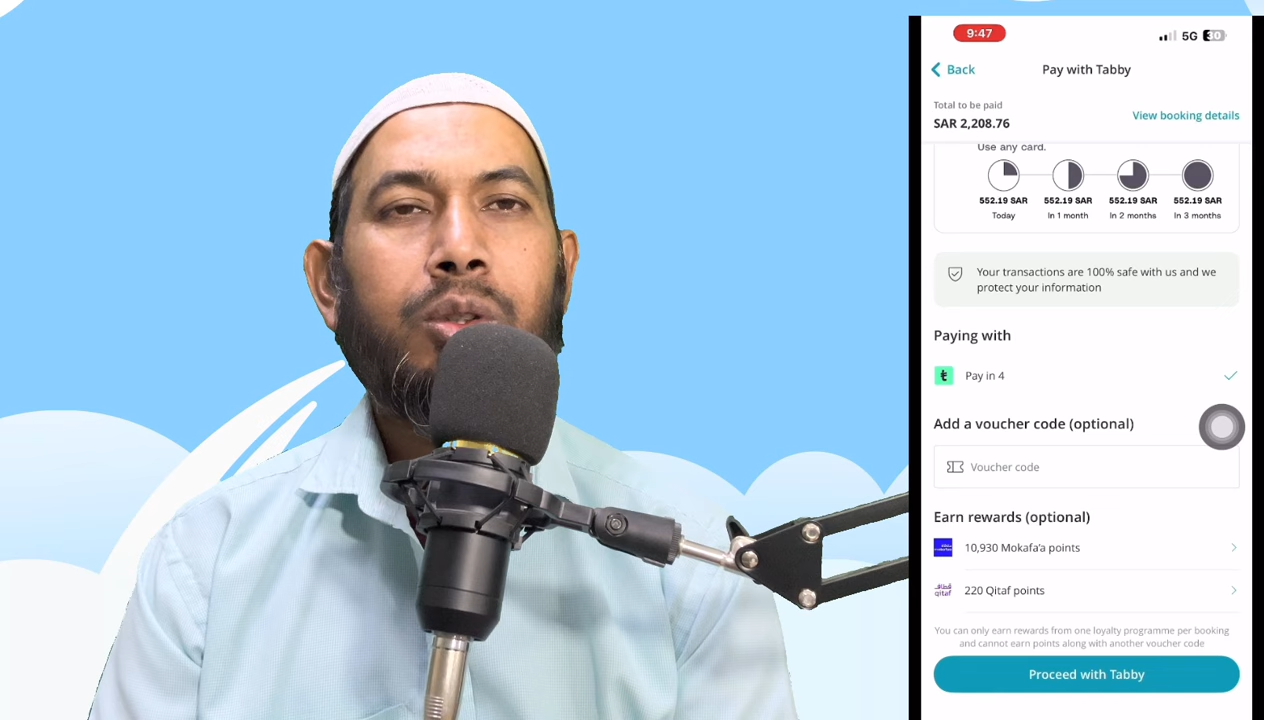 9:47
5G
30
Back
Pay with Tabby
Total to be paid
SAR 2,208.76
View booking details
Use any card.
552.19 SAR 552.19 SAR 552.19 SAR 552.19 SAR
Today In 1 month In 2 months In 3 months
Your transactions are 100% safe with us and we
protect your information
Paying with
Pay in 4
Add a voucher code (optional)
Voucher code
Earn rewards (optional)
10,930 Mokafa'a points
قطاف
qitaf
220 Qitaf points
You can only earn rewards from one loyalty programme per booking
and cannot earn points along with another voucher code
Proceed with Tabby